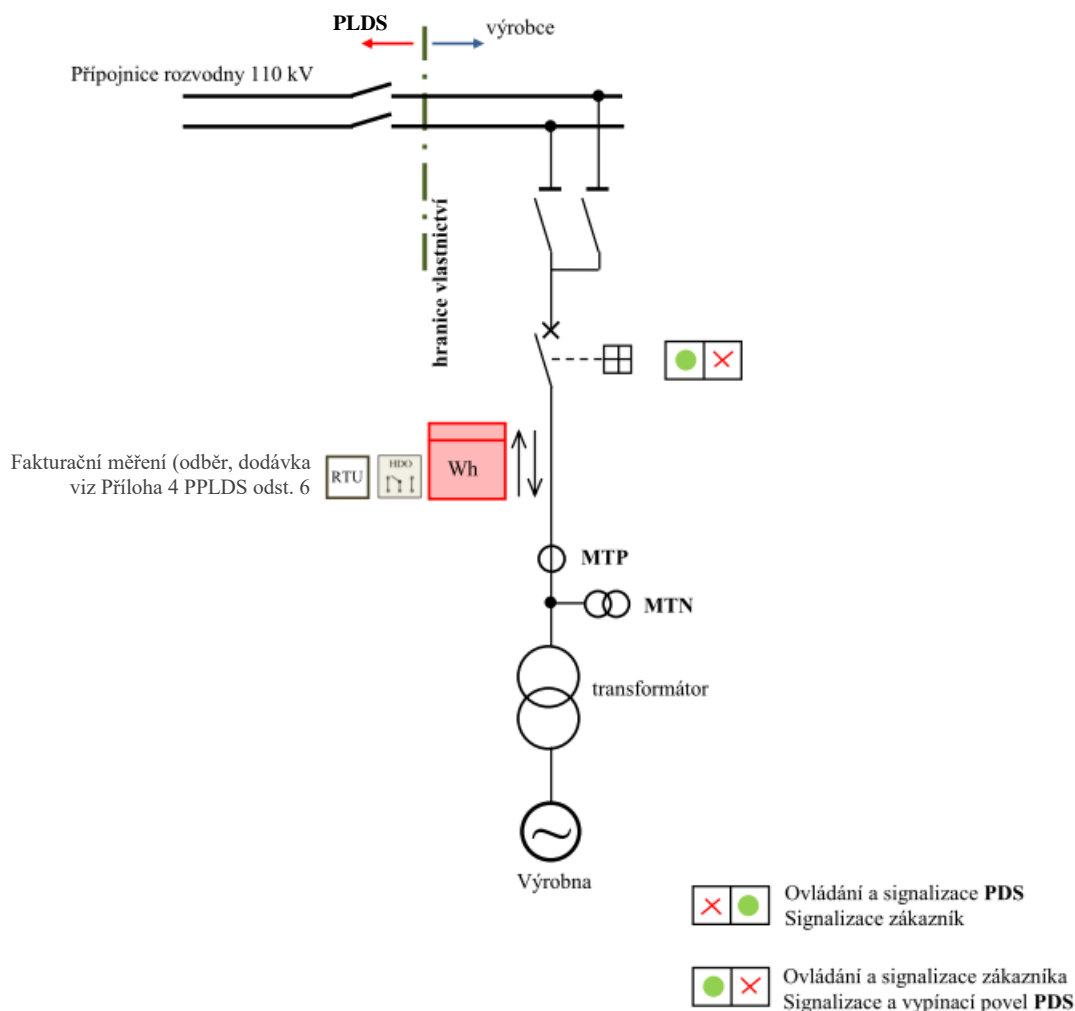 PLDS
výrobce
Přípojnice rozvodny 110 kV
hranice vlastnictví
Fakturační měření (odběr, dodávka
viz Příloha 4 PPLDS odst. 6
RTU
HDO
Wh
MTP
MTN
transformátor
Výrobna
Ovládání a signalizace PDS
Signalizace zákazník
Ovládání a signalizace zákazníka
Signalizace a vypínací povel PDS